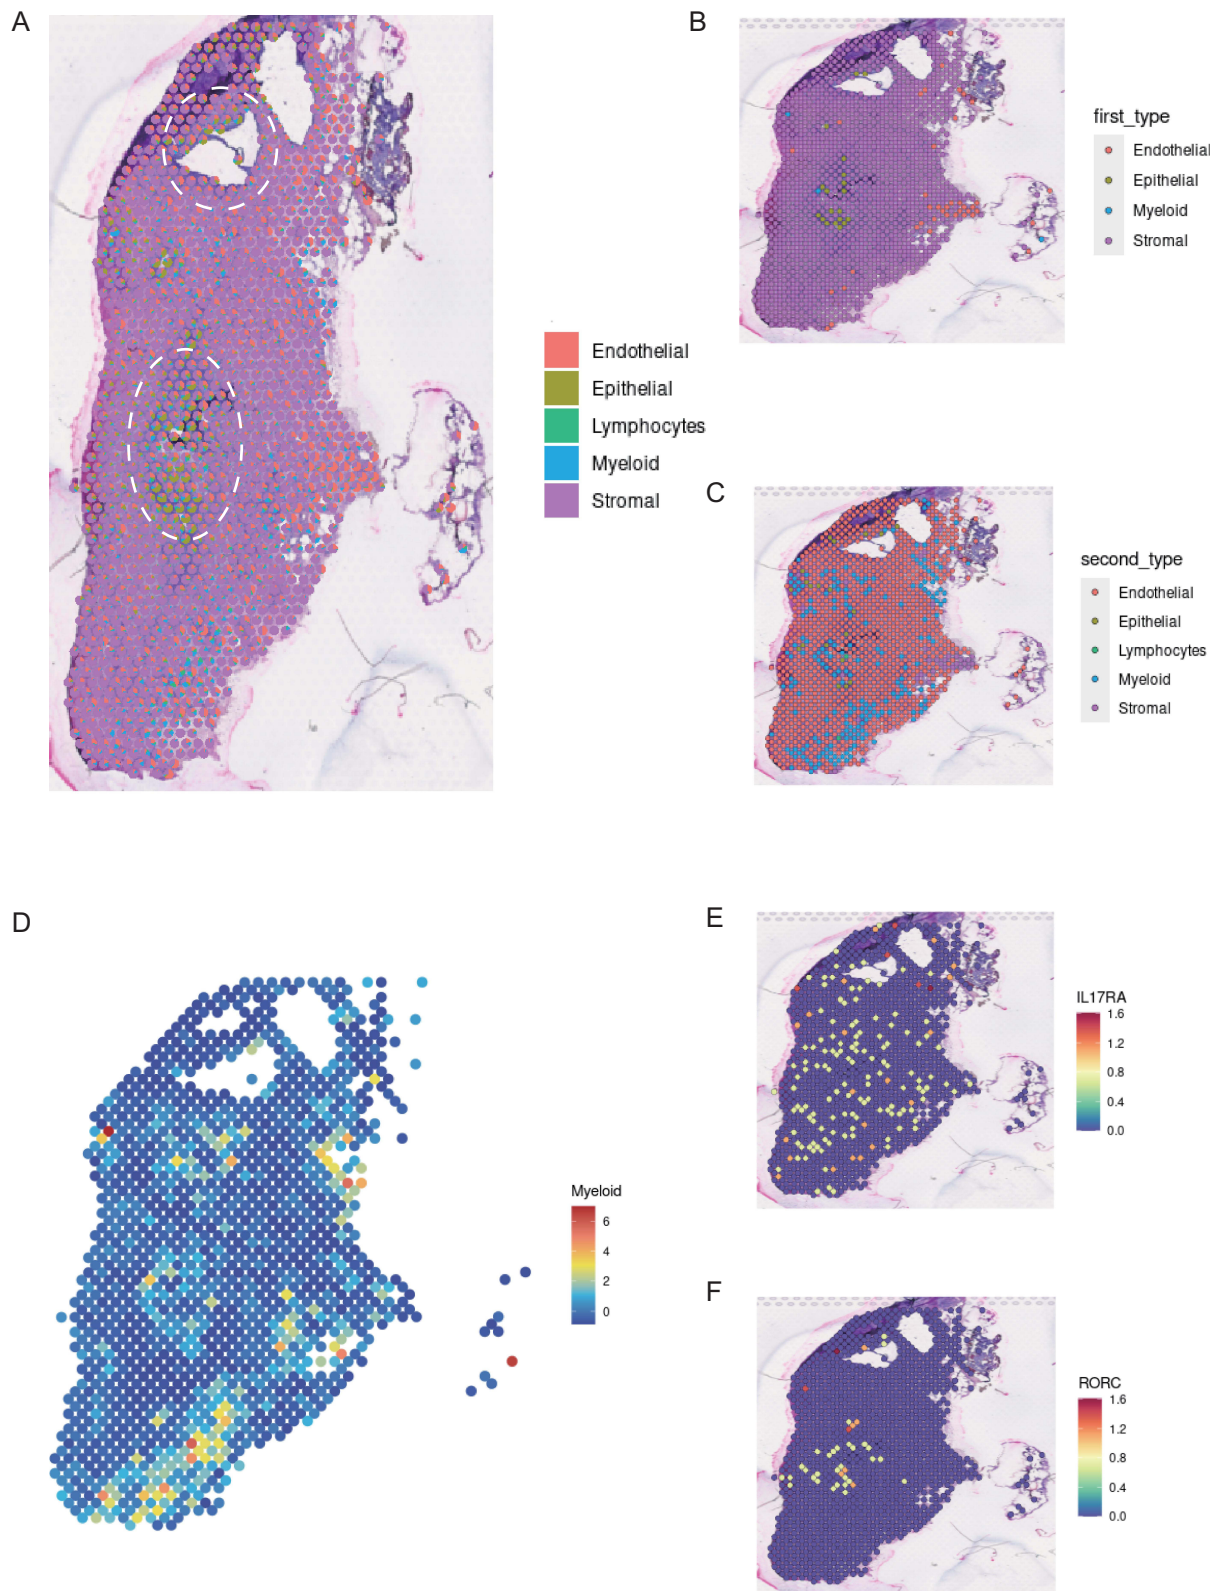 A
Endothelial
Epithelial
Lymphocytes
Myeloid
Stromal
B
first_type
Endothelial
Epithelial
Myeloid
Stromal
C
second_type
Endothelial
Epithelial
Lymphocytes
Myeloid
Stromal
D
Myeloid
6
4
2
0
E
IL17RA
1.6
1.2
0.8
0.4
0.0
F
RORC
1.6
1.2
0.8
0.4
0.0